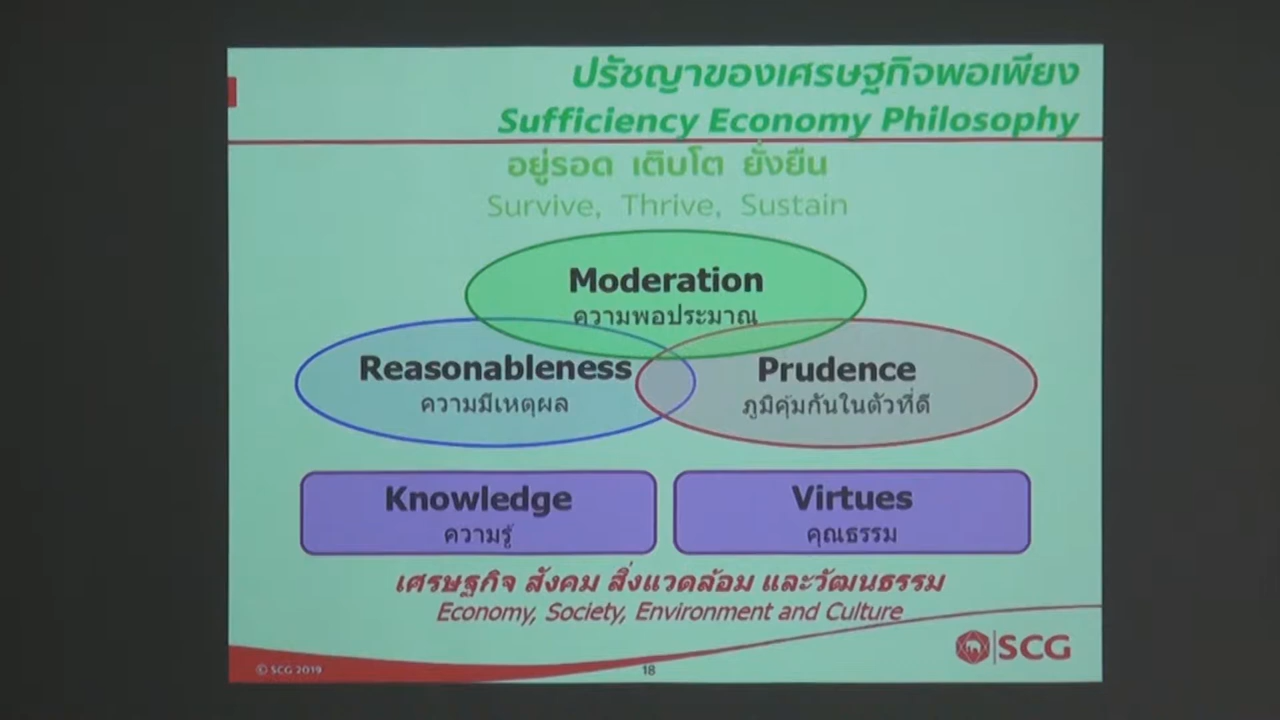 ปรัชญาของเศรษฐกิจพอเพียง
Sufficiency Economy Philosophy
อยู่รอด เติบโต ยั่งยืน
Survive, Thrive, Sustain
Moderation
ความพอประมาณ
Reasonableness
ความมีเหตุผล
Prudence
ภูมิคุ้มกันในตัวที่ดี
Knowledge
ความรู้
Virtues
คุณธรรม
เศรษฐกิจ สังคม สิ่งแวดล้อม และวัฒนธรรม
Economy, Society, Environment and Culture
SCG
© SCG 2019
18